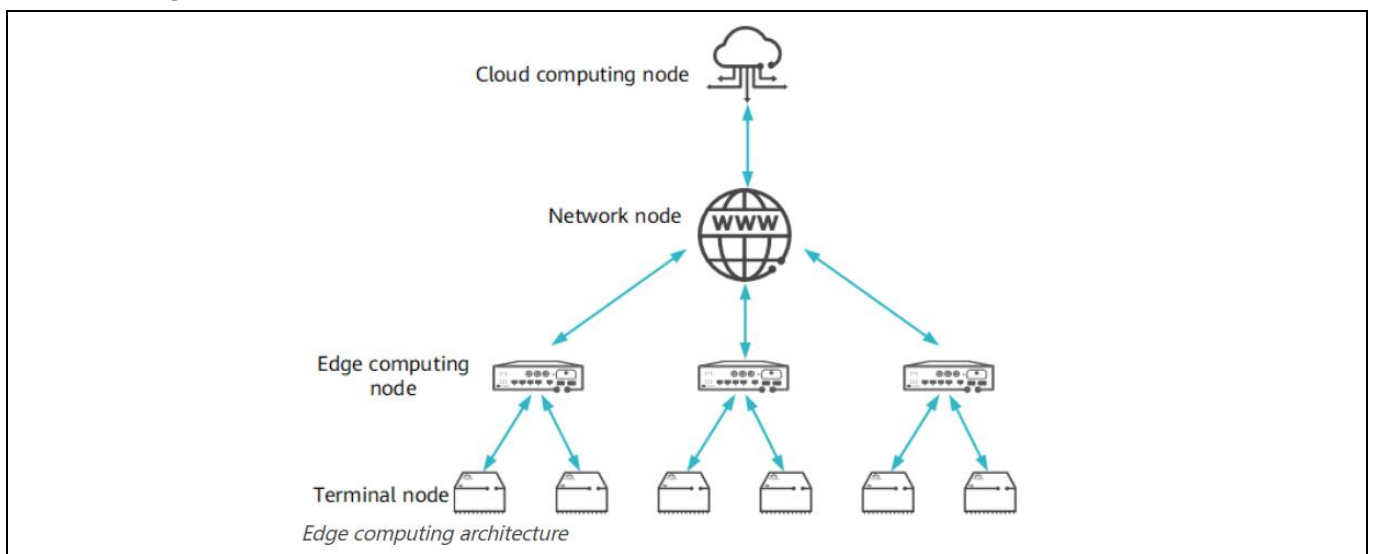 Cloud computing node
Network node
WWW
Edge computing
node
Terminal node
Edge computing architecture